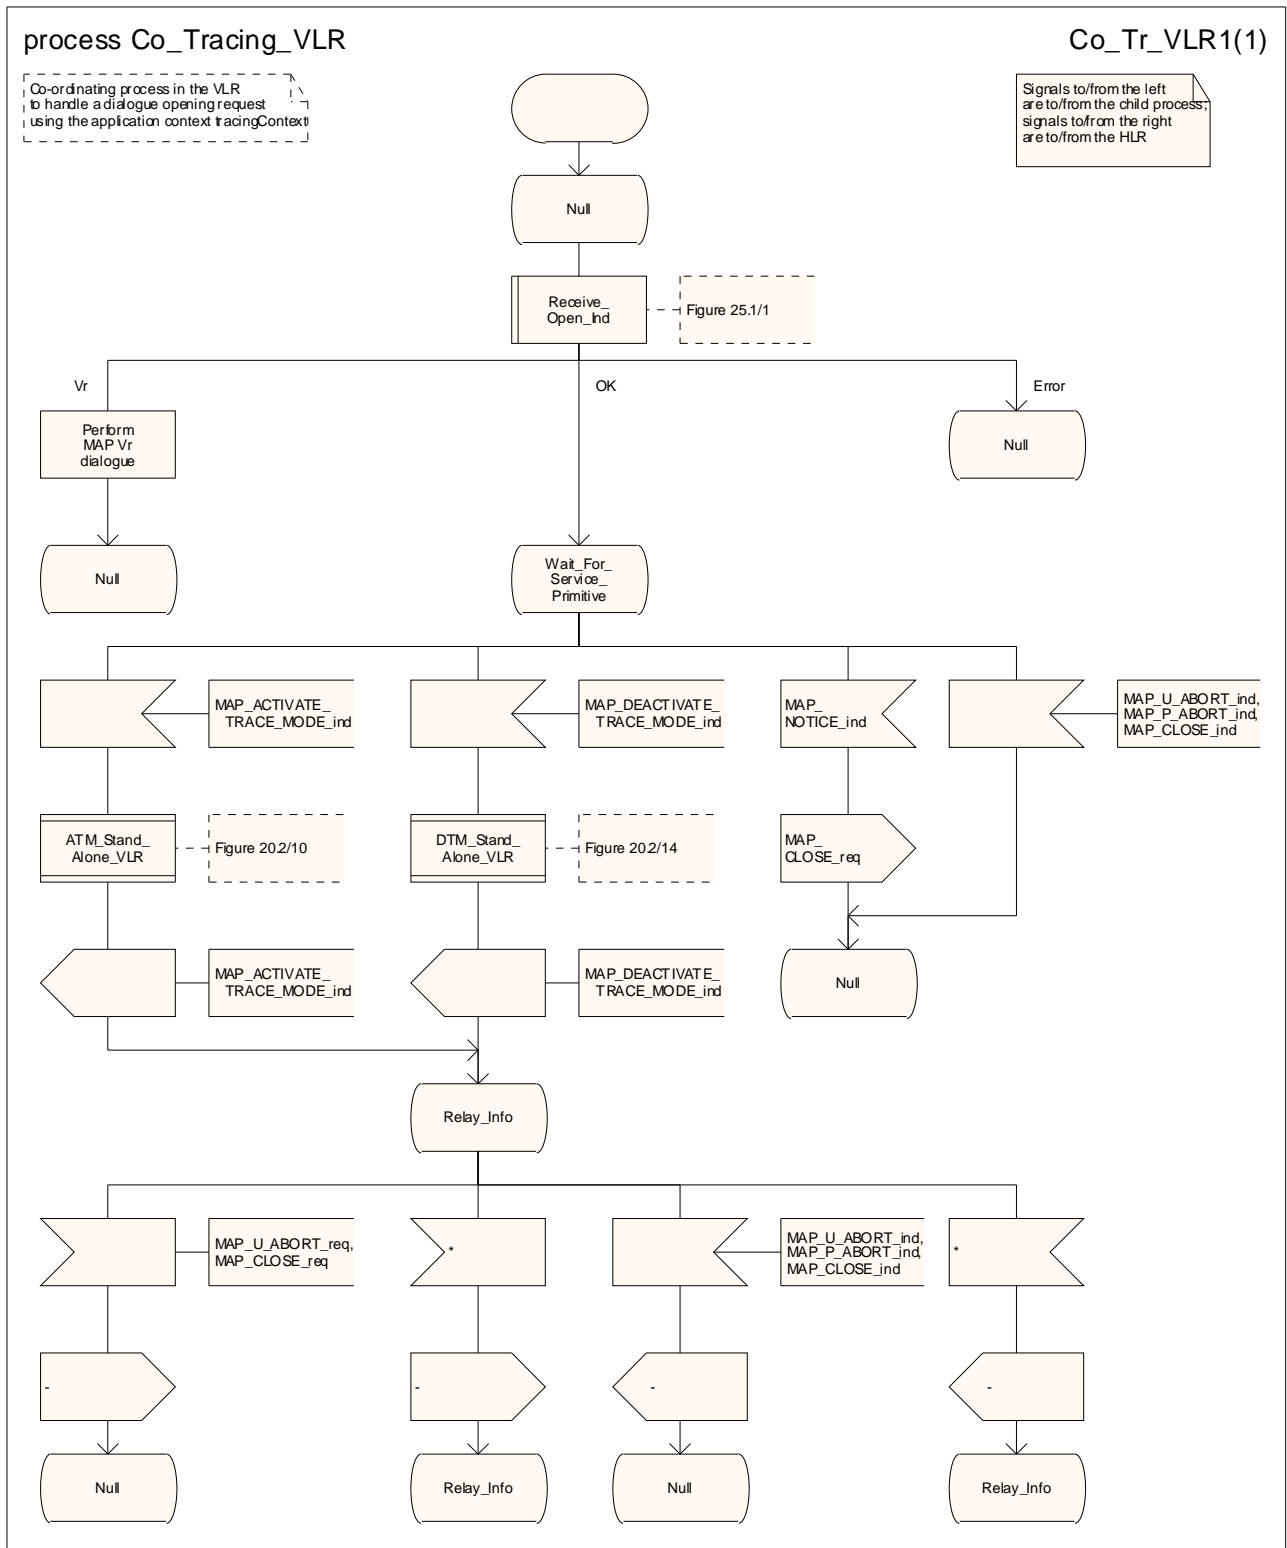 process Co_Tracing_VLR
Co_Tr_VLR1(1)
Co-ordinating process in the VLR
to handle a dialogue opening request
using the application context tracingContext
Signals to/from the left
are to/from the child process;
signals to/from the right
are to/from the HLR
Null
Receive_
Open_Ind
Figure 25.1/1
Vr
OK
Error
Perform
MAP Vr
dialogue
Null
Null
Wait_For_
Service_
Primitive
MAP_ACTIVATE_
TRACE_MODE_ind
MAP_DEACTIVATE_
TRACE_MODE_ind
MAP_
NOTICE_ind
MAP_U_ABORT_ind,
MAP_P_ABORT_ind,
MAP_CLOSE_ind
ATM_Stand_
Alone_VLR
Figure 20.2/10
DTM_Stand_
Alone_VLR
Figure 20.2/14
MAP_
CLOSE_req
MAP_ACTIVATE_
TRACE_MODE_ind
MAP_DEACTIVATE_
TRACE_MODE_ind
Null
Relay_Info
MAP_U_ABORT_req,
MAP_CLOSE_req
*
MAP_U_ABORT_ind,
MAP_P_ABORT_ind,
MAP_CLOSE_ind
*
-
-
-
-
Null
Relay_Info
Null
Relay_Info